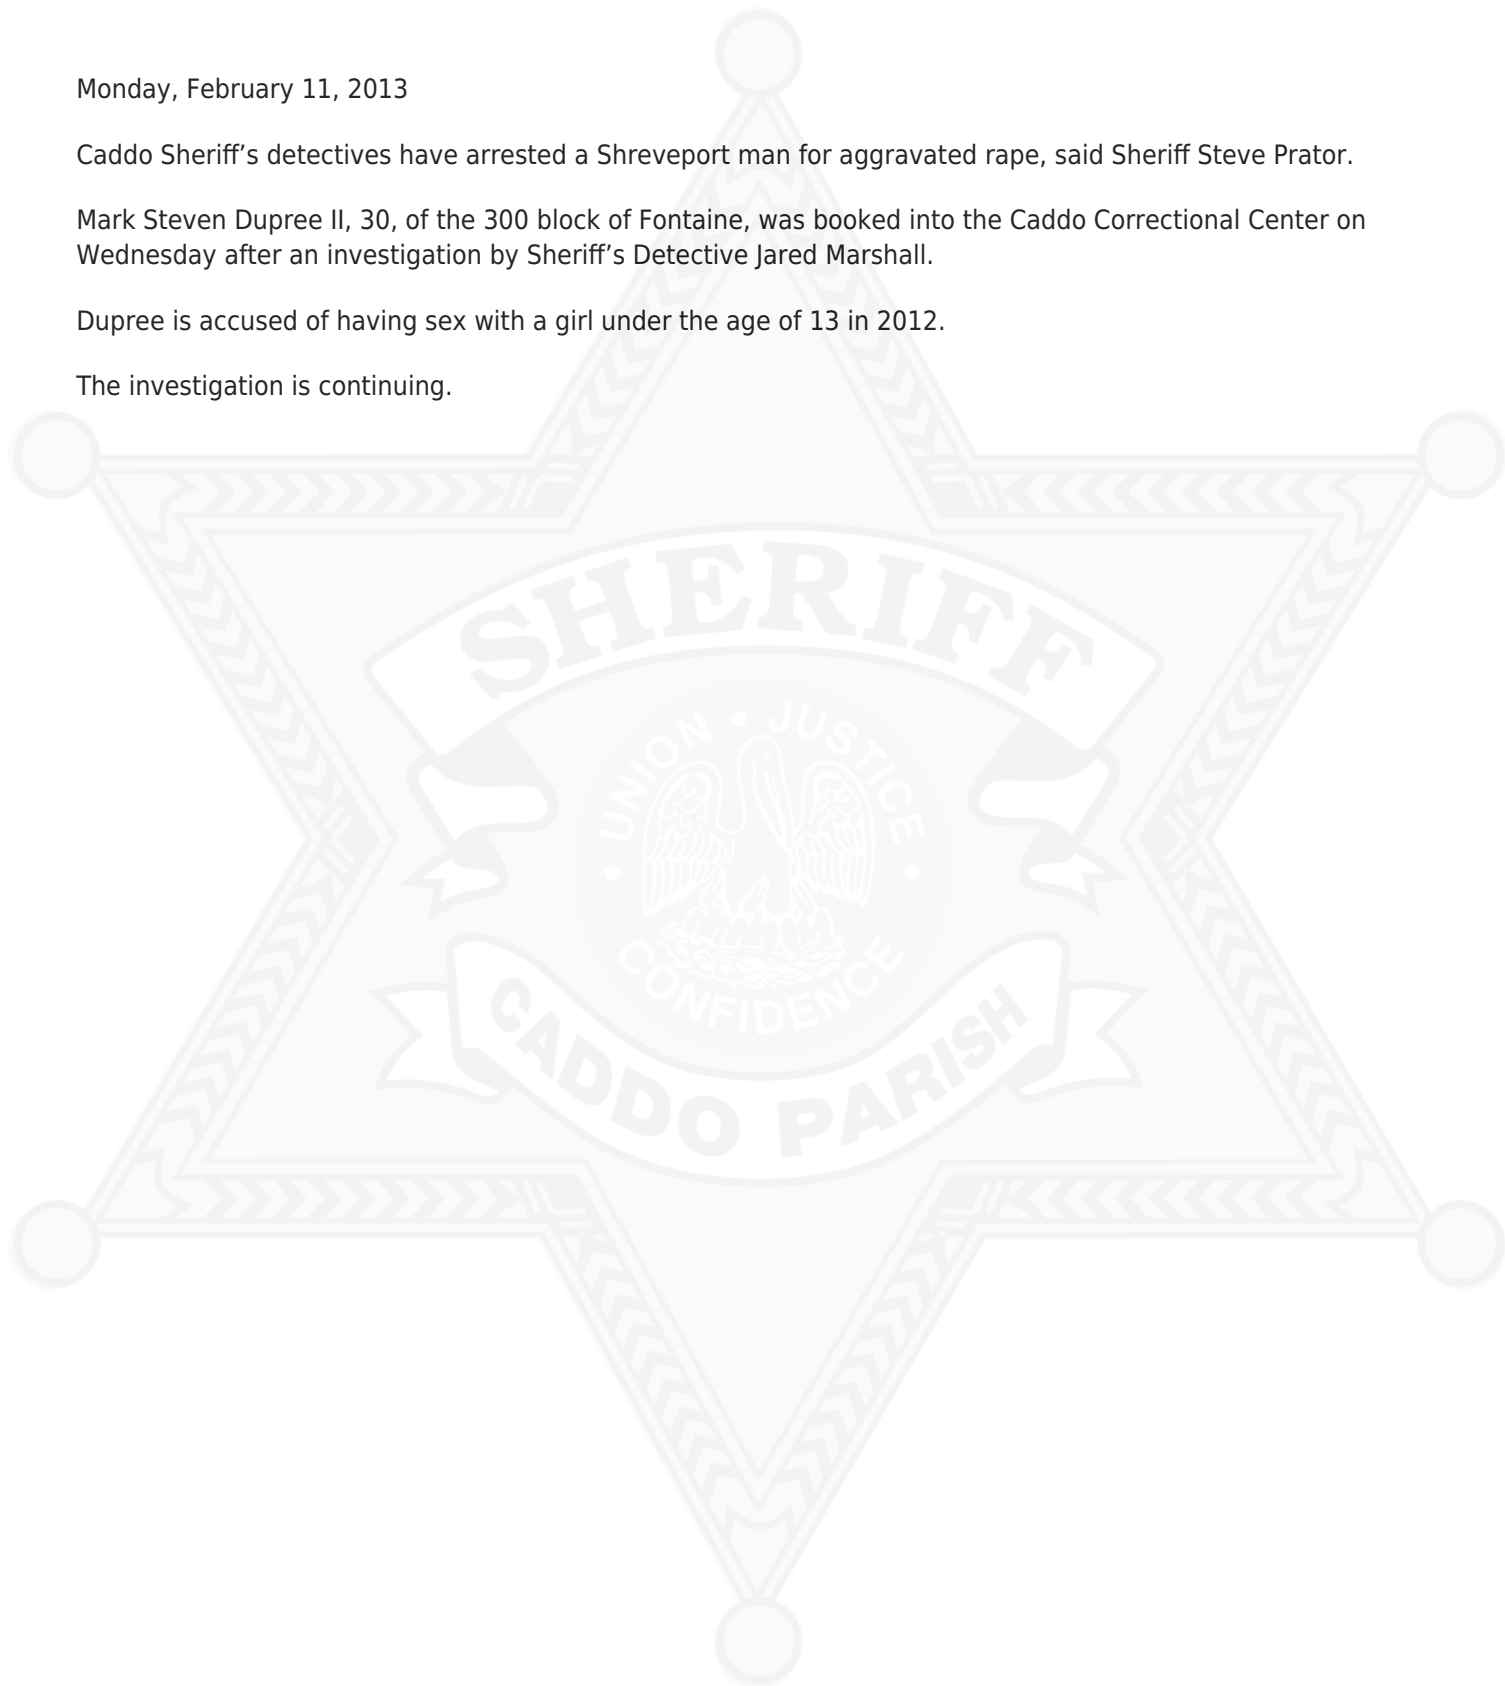 Monday, February 11, 2013
Caddo Sheriff’s detectives have arrested a Shreveport man for aggravated rape, said Sheriff Steve Prator.
Mark Steven Dupree II, 30, of the 300 block of Fontaine, was booked into the Caddo Correctional Center on
Wednesday after an investigation by Sheriff’s Detective Jared Marshall.
Dupree is accused of having sex with a girl under the age of 13 in 2012.
The investigation is continuing.
SHERIFF
UNION • JUSTICE
• CONFIDENCE •
CADDO PARISH